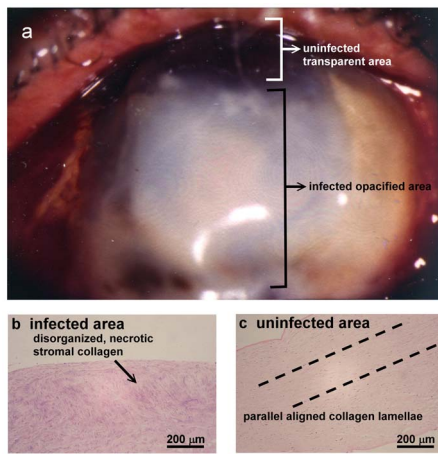 a
uninfected
transparent area
infected opacified area
b infected area
disorganized, necrotic
stromal collagen
200 µm
c uninfected area
parallel aligned collagen lamellae
200 µm